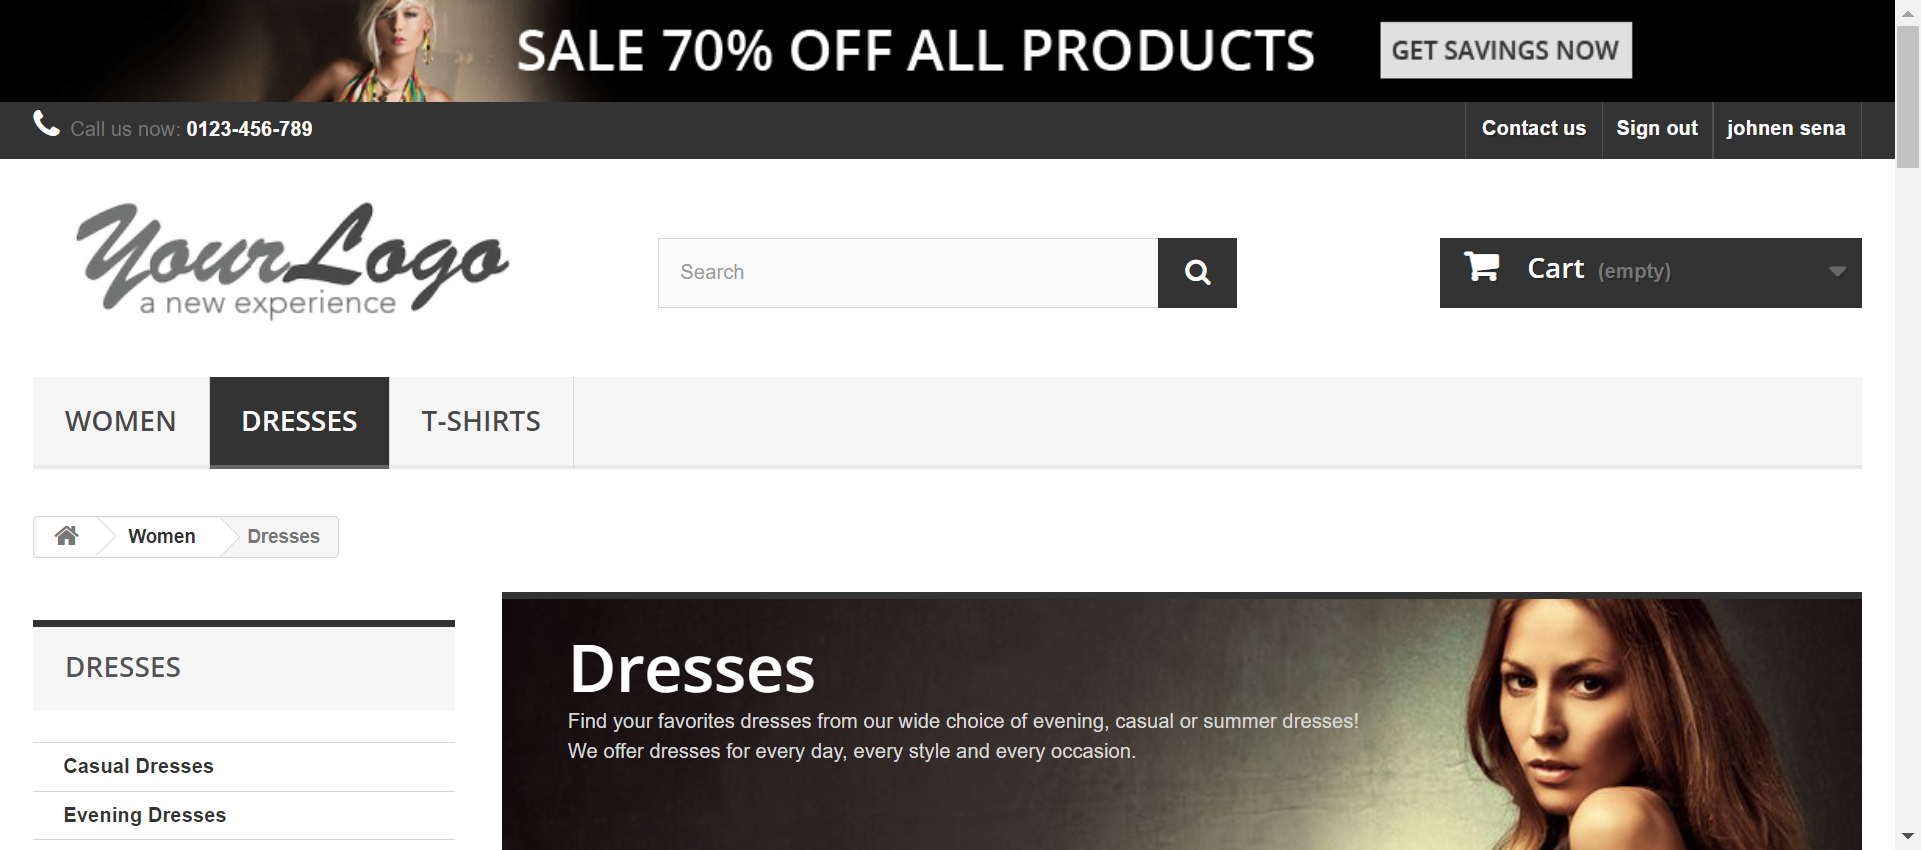 SALE 70% OFF ALL PRODUCTS
GET SAVINGS NOW
Call us now: 0123-456-789
Contact us
Sign out
johnen sena
YourLogo
a new experience
Search
Cart (empty)
WOMEN
DRESSES
T-SHIRTS
Women
Dresses
DRESSES
Casual Dresses
Evening Dresses
Dresses
Find your favorites dresses from our wide choice of evening, casual or summer dresses!
We offer dresses for every day, every style and every occasion.